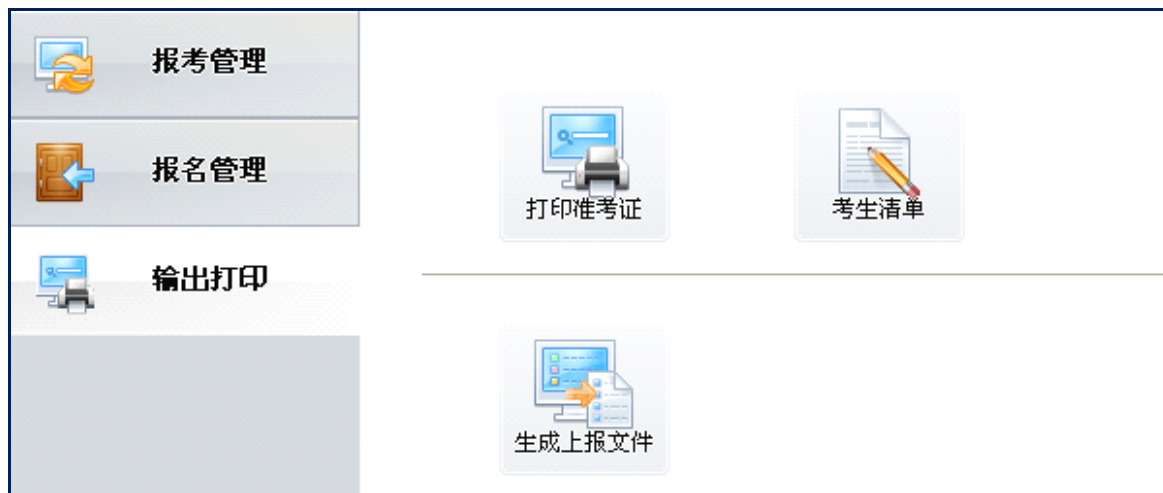 报考管理
报名管理
输出打印
打印准考证
考生清单
生成上报文件